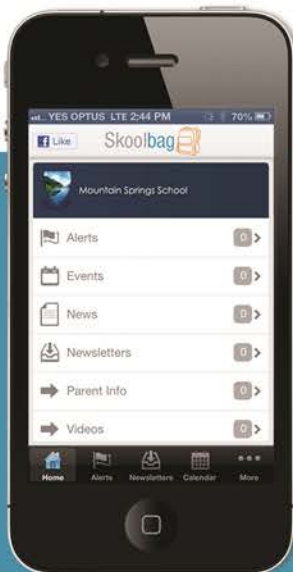 YES OPTUS LTE 2:44 PM 70%
f Like Skoolbag
Mountain Springs School
Alerts 0
Events 0
News 0
Newsletters 0
Parent Info 0
Videos 0
Home Alerts Newsletters Calendar More